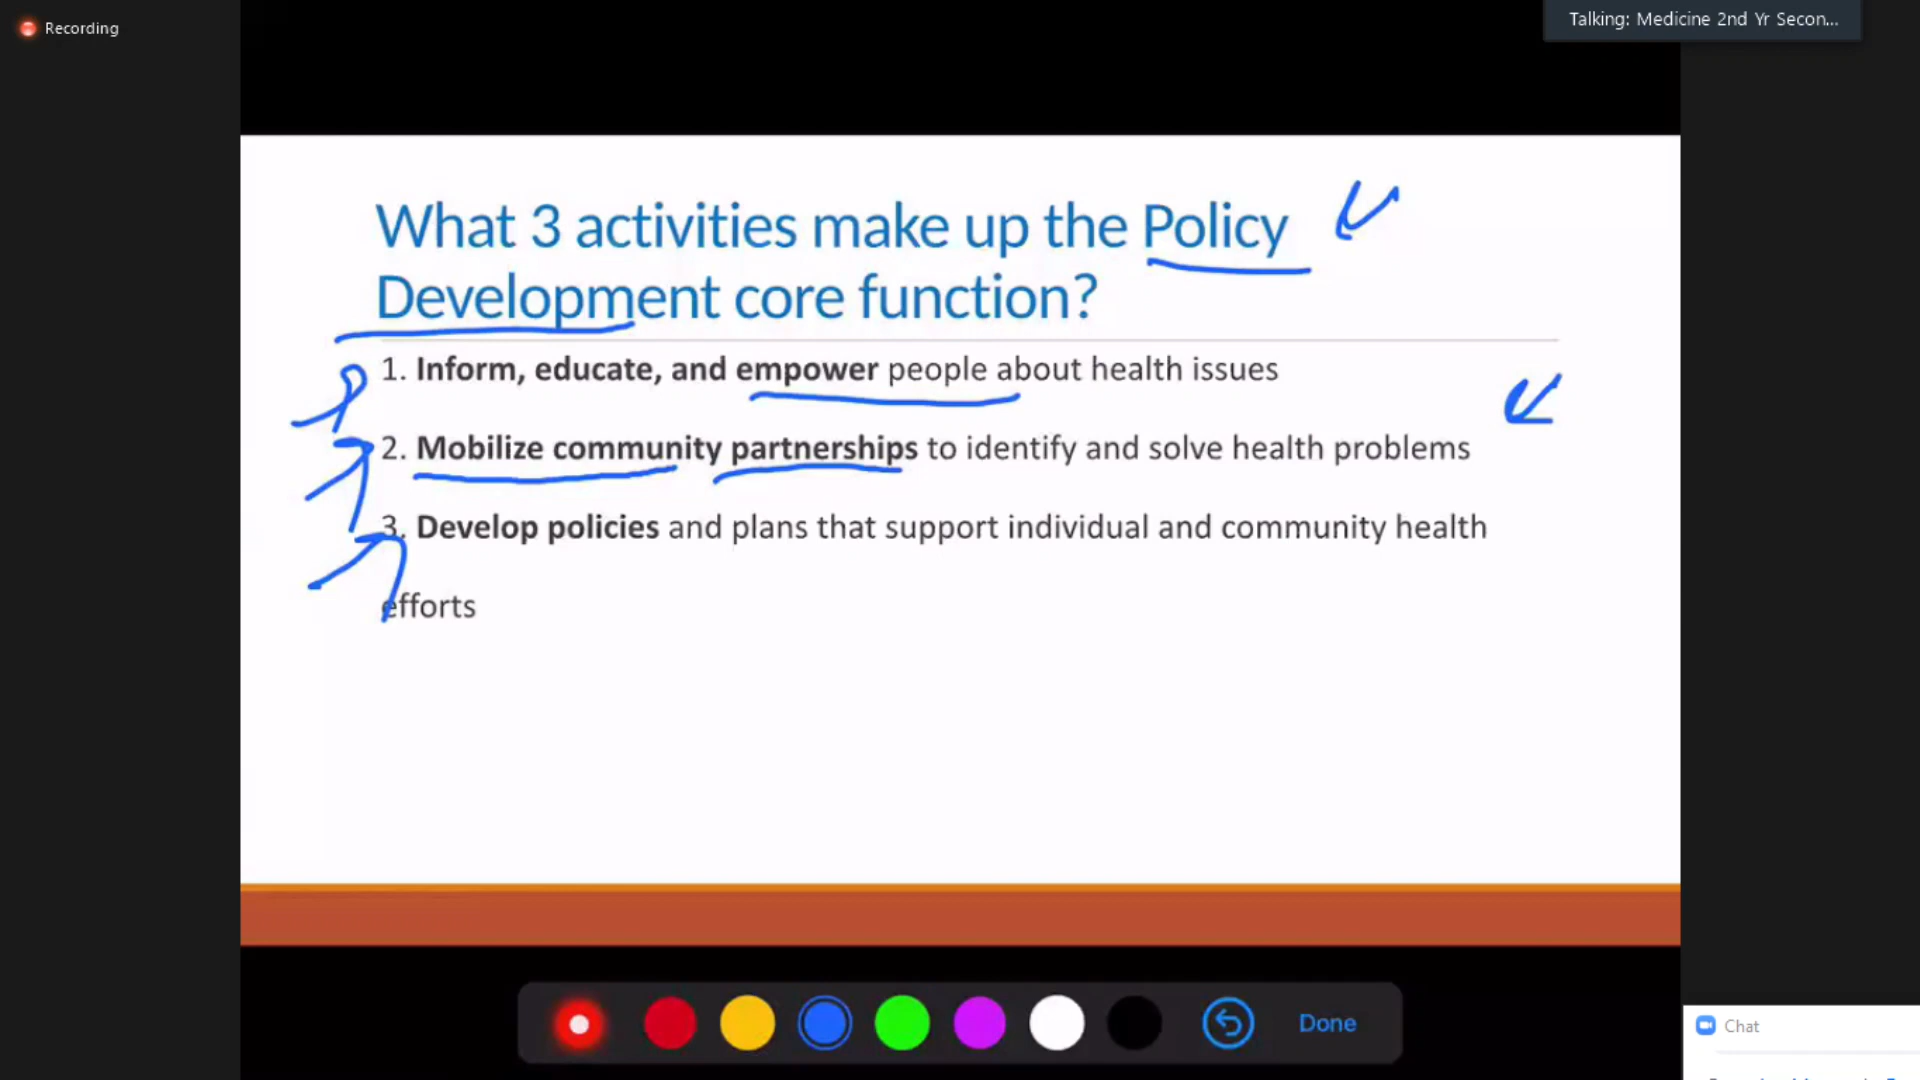 Recording
Talking: Medicine 2nd Yr Secon...
What 3 activities make up the Policy
Development core function?
1. Inform, educate, and empower people about health issues
2. Mobilize community partnerships to identify and solve health problems
3. Develop policies and plans that support individual and community health
efforts
Done
Chat